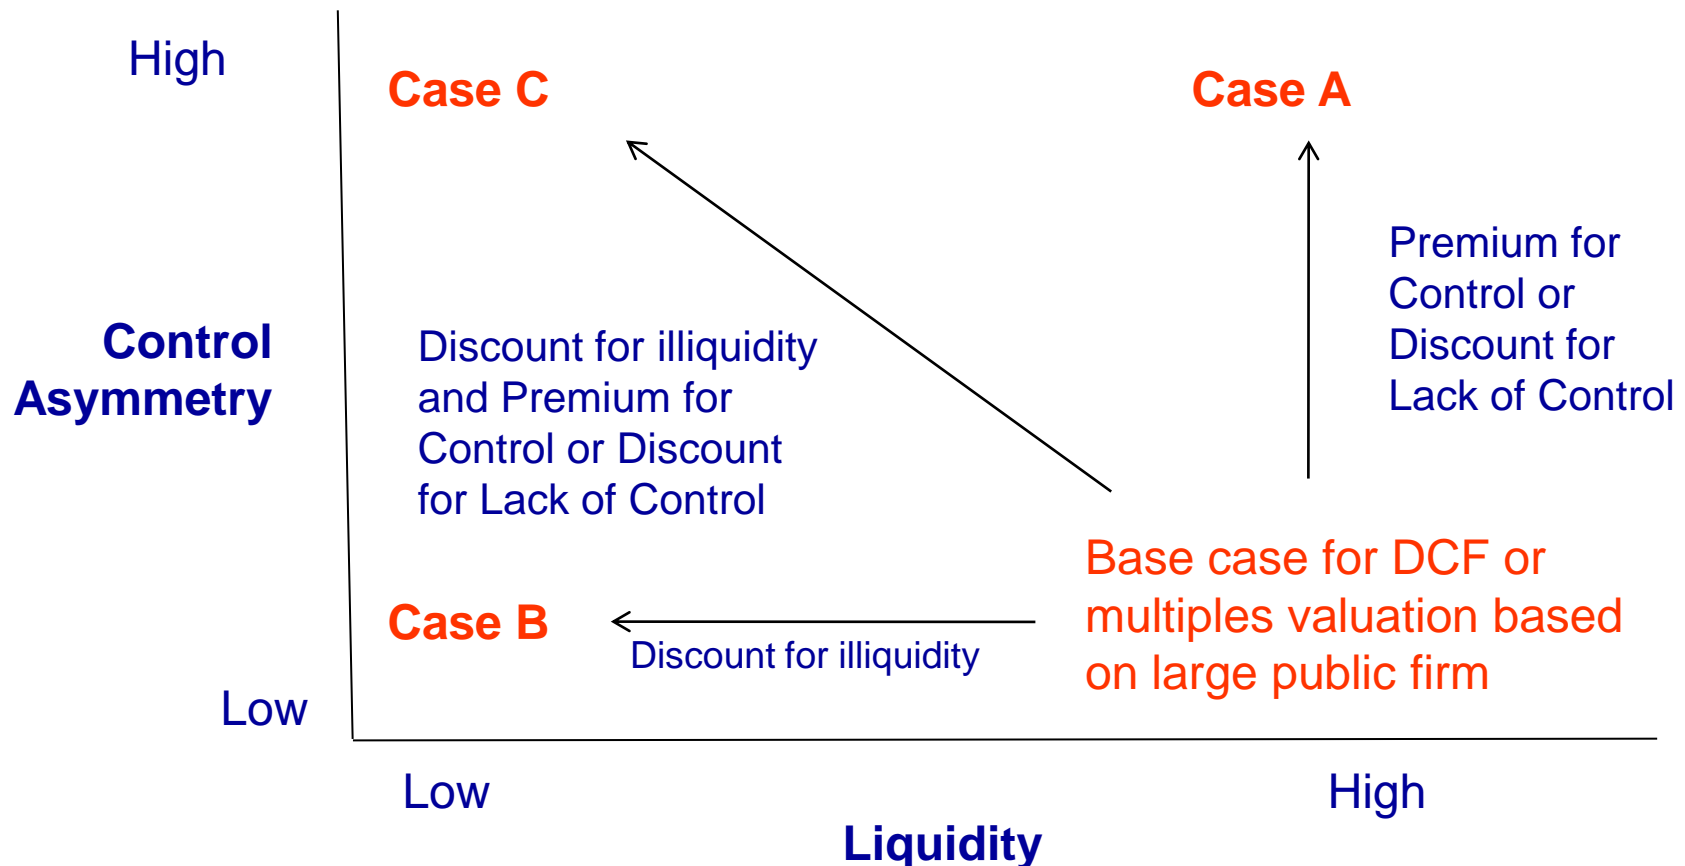 High
Case C
Case A
Premium for
Control or
Discount for
Lack of Control
Control
Asymmetry
Discount for illiquidity
and Premium for
Control or Discount
for Lack of Control
Base case for DCF or
multiples valuation based
on large public firm
Case B
Discount for illiquidity
Low
Low
High
Liquidity